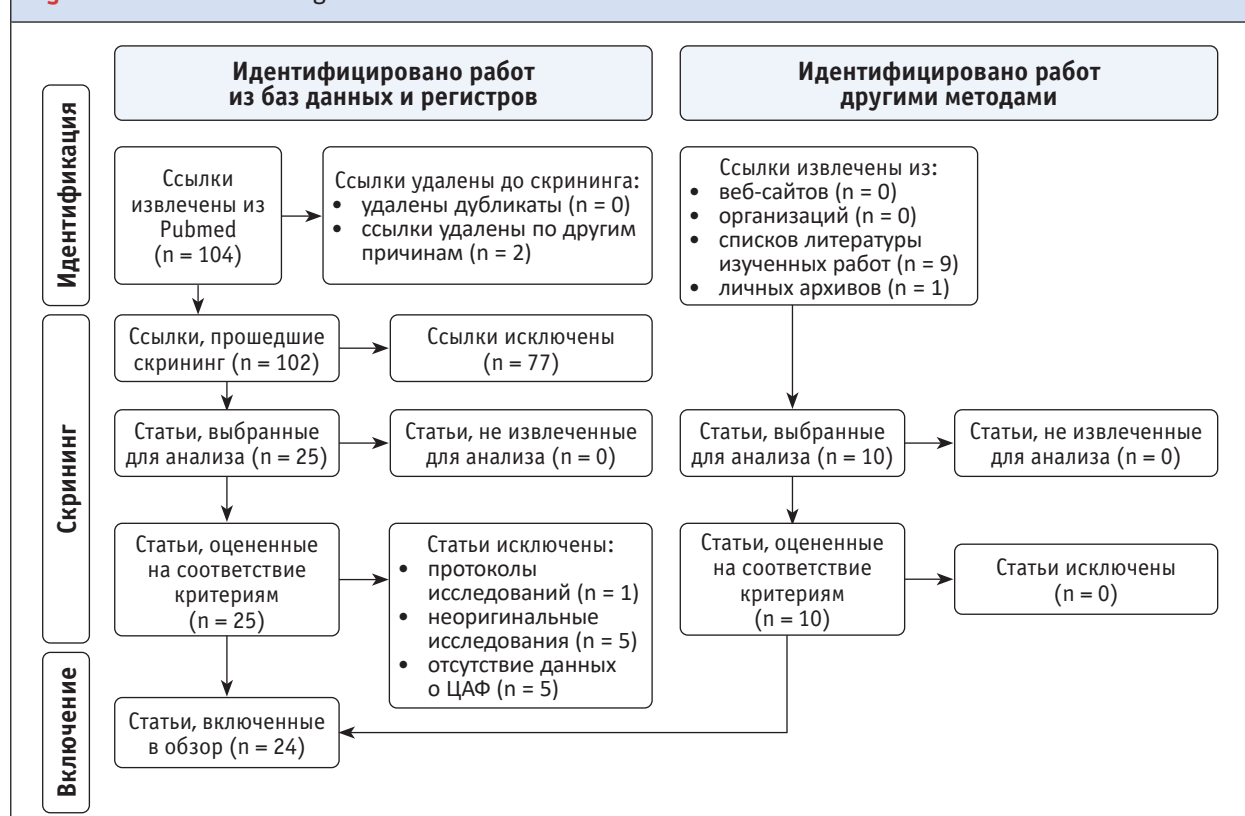 Идентифицировано работ
из баз данных и регистров
Идентифицировано работ
другими методами
Идентификация
Ссылки
извлечены из
Pubmed
(n = 104)
Ссылки удалены до скрининга:
• удалены дубликаты (n = 0)
• ссылки удалены по другим
причинам (n = 2)
Ссылки извлечены из:
• веб-сайтов (n = 0)
• организаций (n = 0)
• списков литературы
изученных работ (n = 9)
• личных архивов (n = 1)
Скрининг
Ссылки, прошедшие
скрининг (n = 102)
Ссылки исключены
(n = 77)
Статьи, выбранные
для анализа (n = 25)
Статьи, не извлеченные
для анализа (n = 0)
Статьи, выбранные
для анализа (n = 10)
Статьи, не извлеченные
для анализа (n = 0)
Статьи, оцененные
на соответствие
критериям
(n = 25)
Статьи исключены:
• протоколы
исследований (n = 1)
• неоригинальные
исследования (n = 5)
• отсутствие данных
о ЦАФ (n = 5)
Статьи, оцененные
на соответствие
критериям
(n = 10)
Статьи исключены
(n = 0)
Включение
Статьи, включенные
в обзор (n = 24)